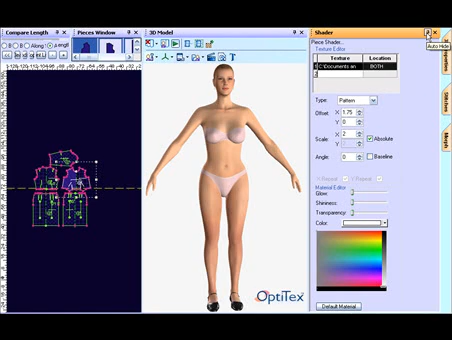 Compare Length
Pieces Window
3D Model
Shader
Auto Hide
B B Along
Piece Shader...
Texture Editor
Texture Location
C:\Documents an BOTH
Type: Pattern
Offset X 1.75
Y 0
Scale: X 2 Absolute
Y
Angle: 0 Baseline
X Repeat Y Repeat
Material Editor
Glow:
Shininess:
Transparency:
Color:
Default Material
OptiTex
Properties
Stitches
Morph